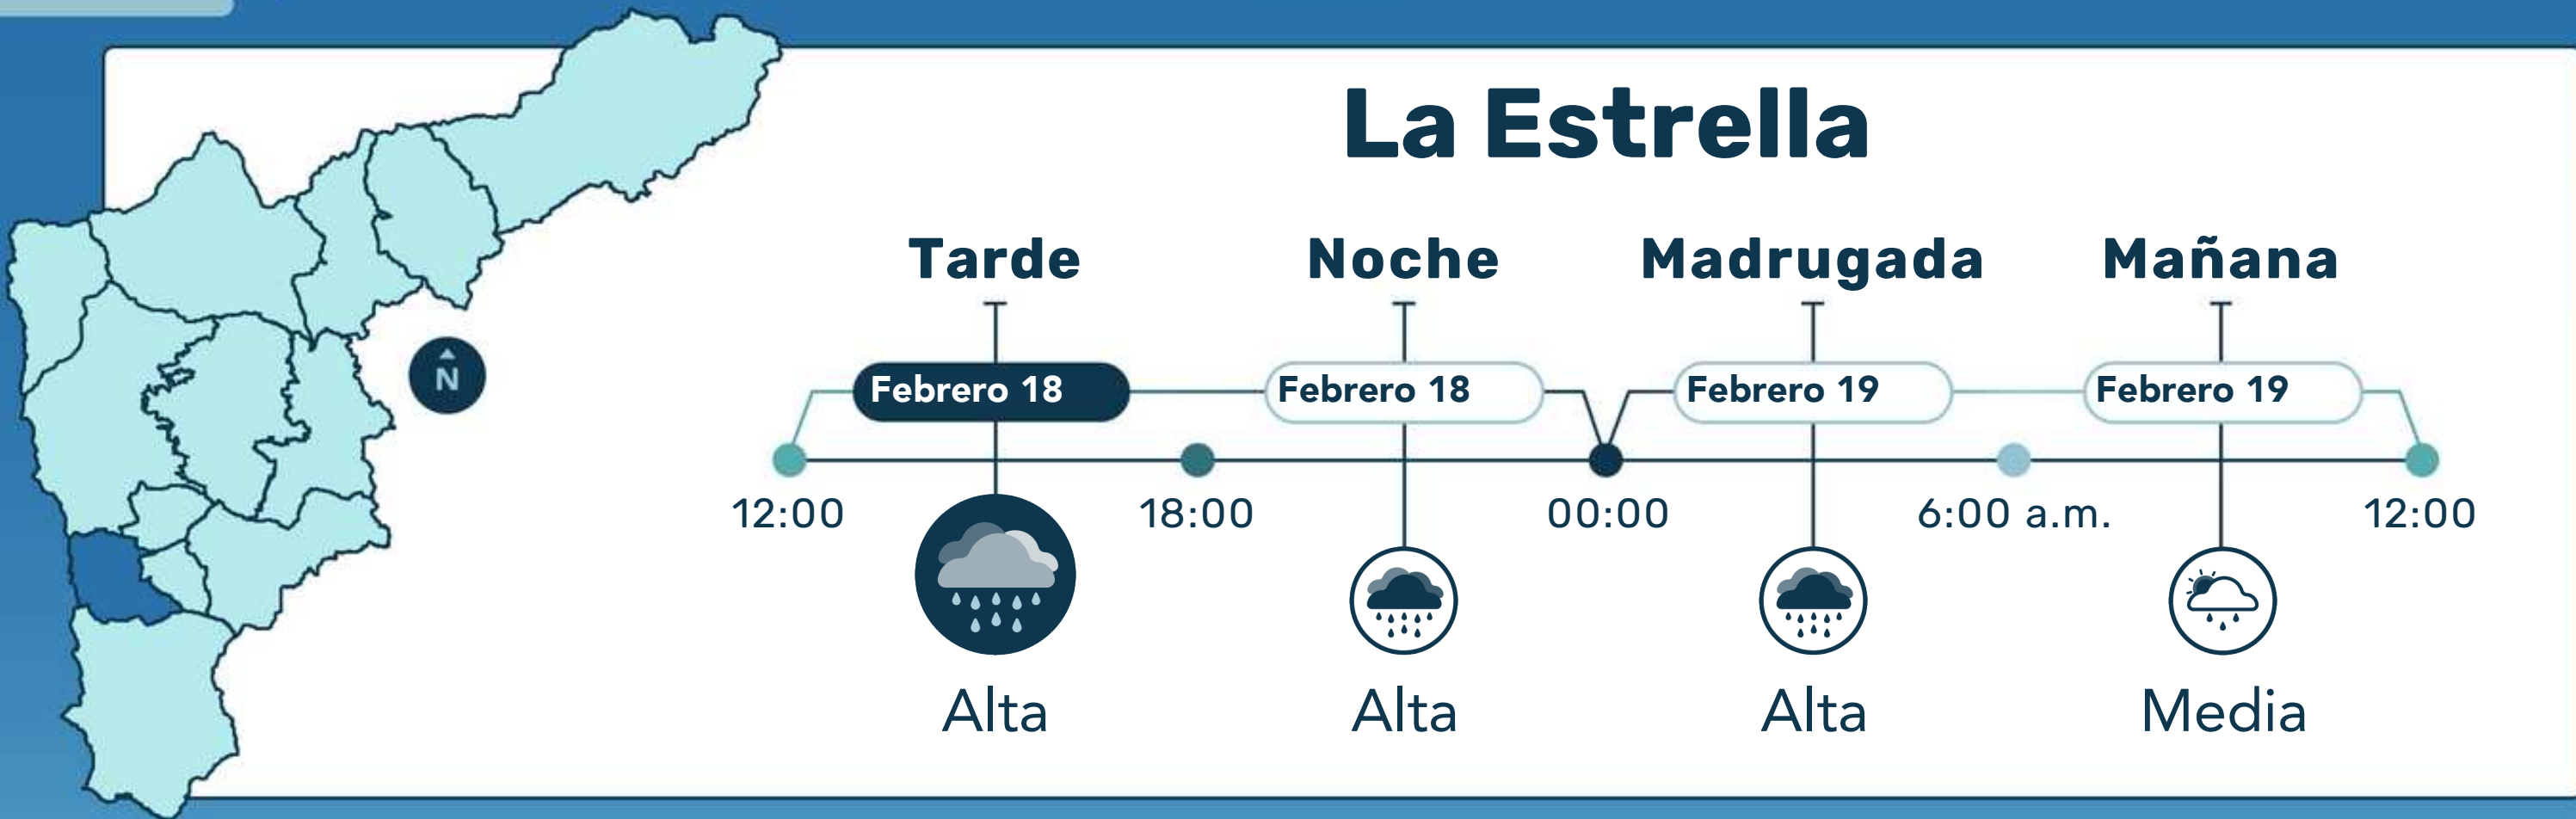 La Estrella
Tarde Noche Madrugada Mañana
Febrero 18 Febrero 18 Febrero 19 Febrero 19
N
12:00 18:00 00:00 6:00 a.m. 12:00
Alta Alta Alta Media